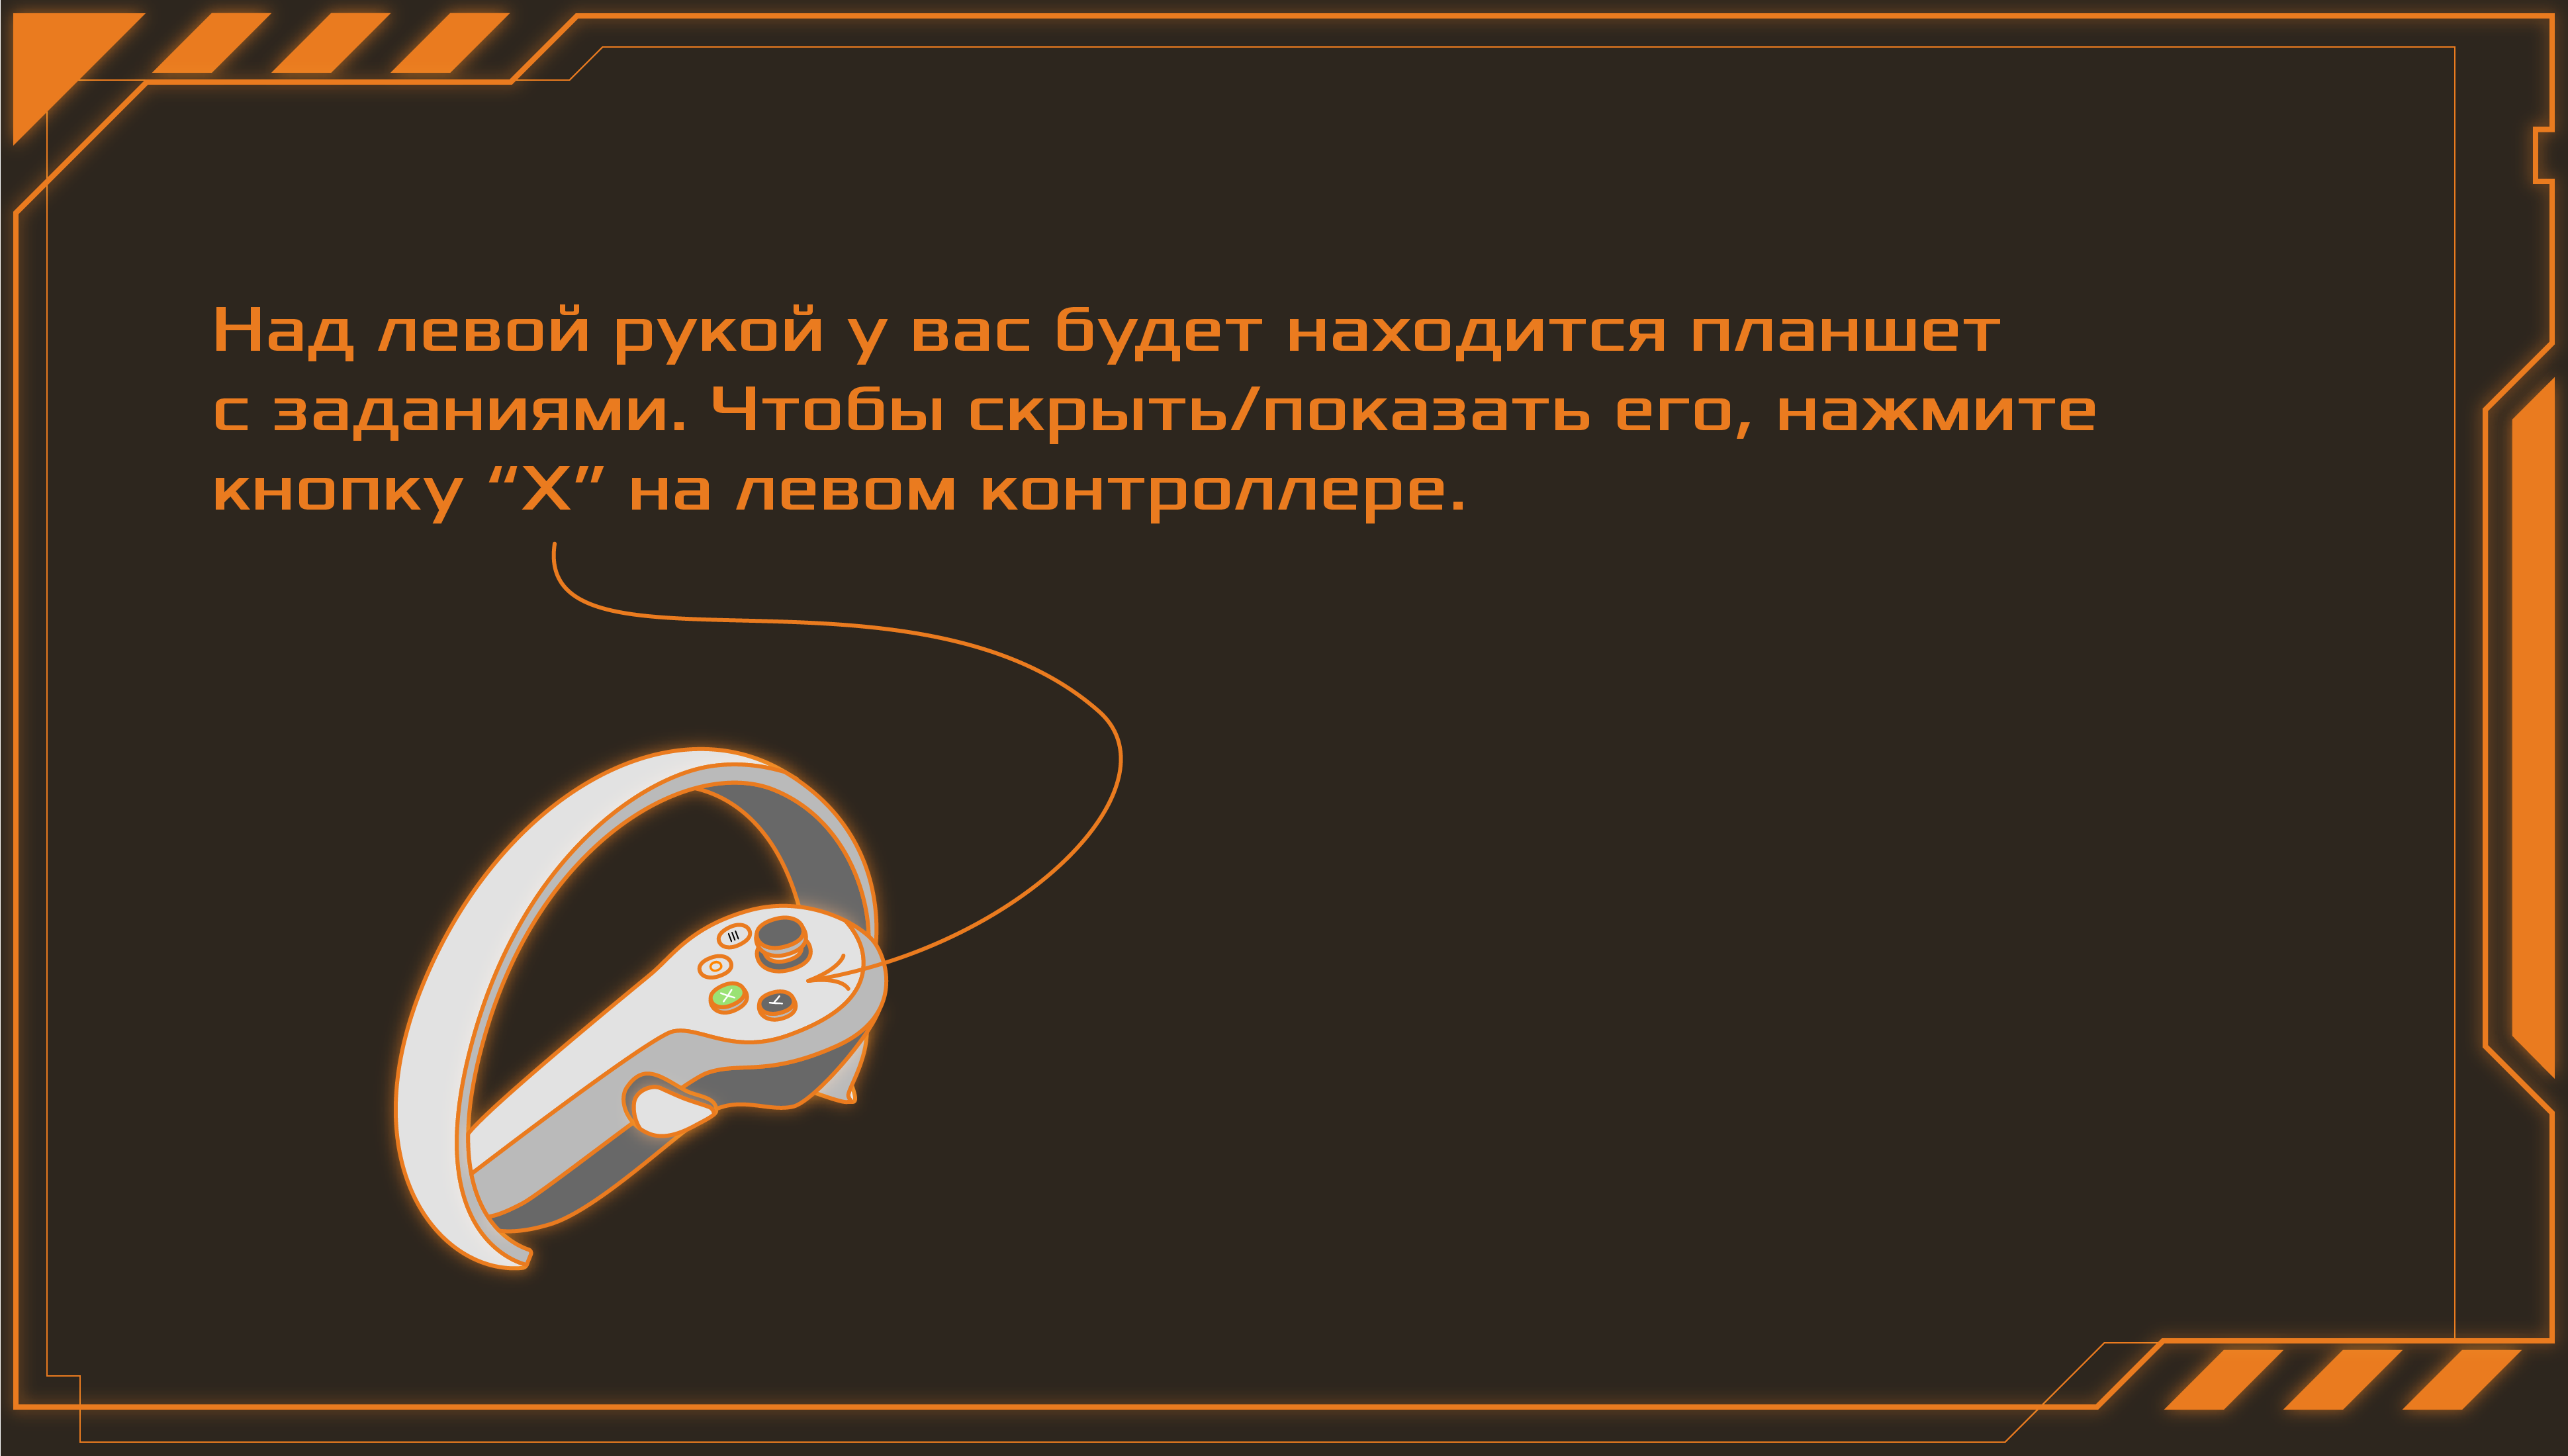 Над левой рукой у вас будет находится планшет
с заданиями. Чтобы скрыть/показать его, нажмите
кнопку “X” на левом контроллере.
X
Y